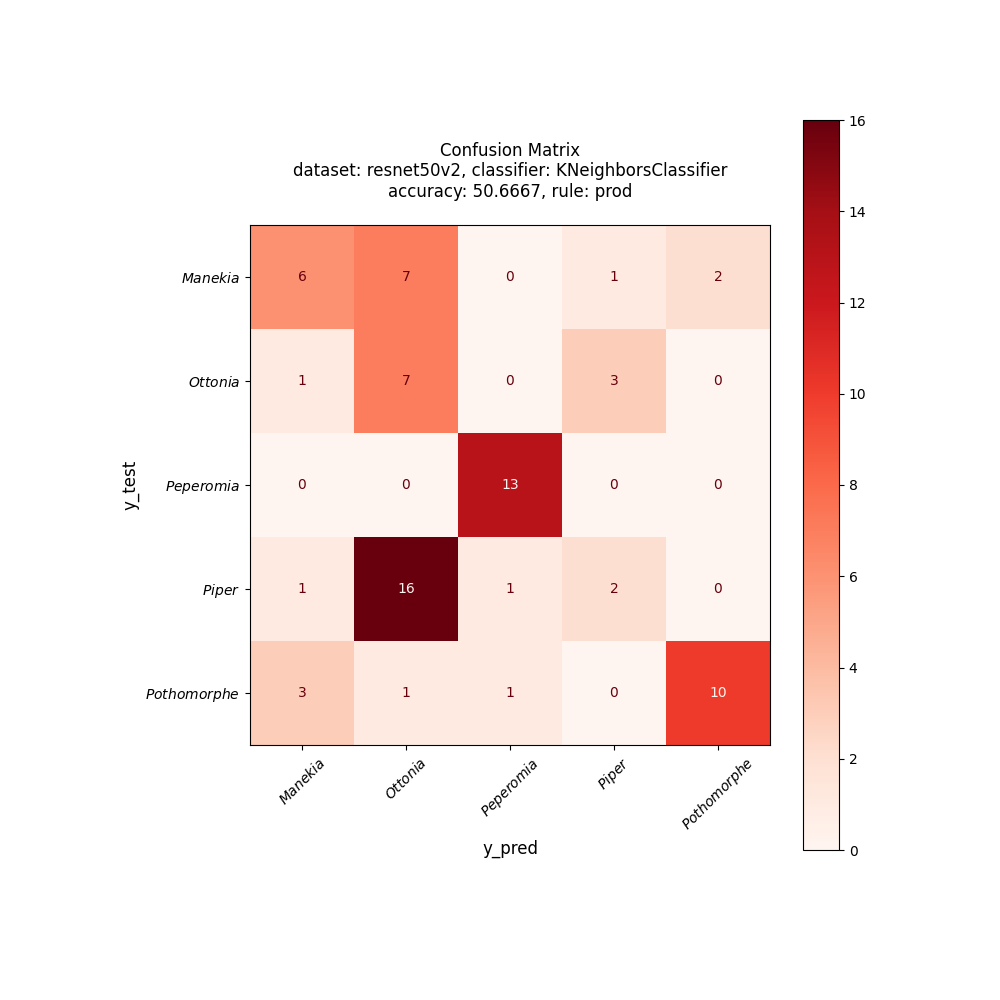 Confusion Matrix
dataset: resnet50v2, classifier: KNeighborsClassifier
accuracy: 50.6667, rule: prod
y_test
Manekia 6 7 0 1 2
Ottonia 1 7 0 3 0
Peperomia 0 0 13 0 0
Piper 1 16 1 2 0
Pothomorphe 3 1 1 0 10
Manekia Ottonia Peperomia Piper Pothomorphe
y_pred
16
14
12
10
8
6
4
2
0